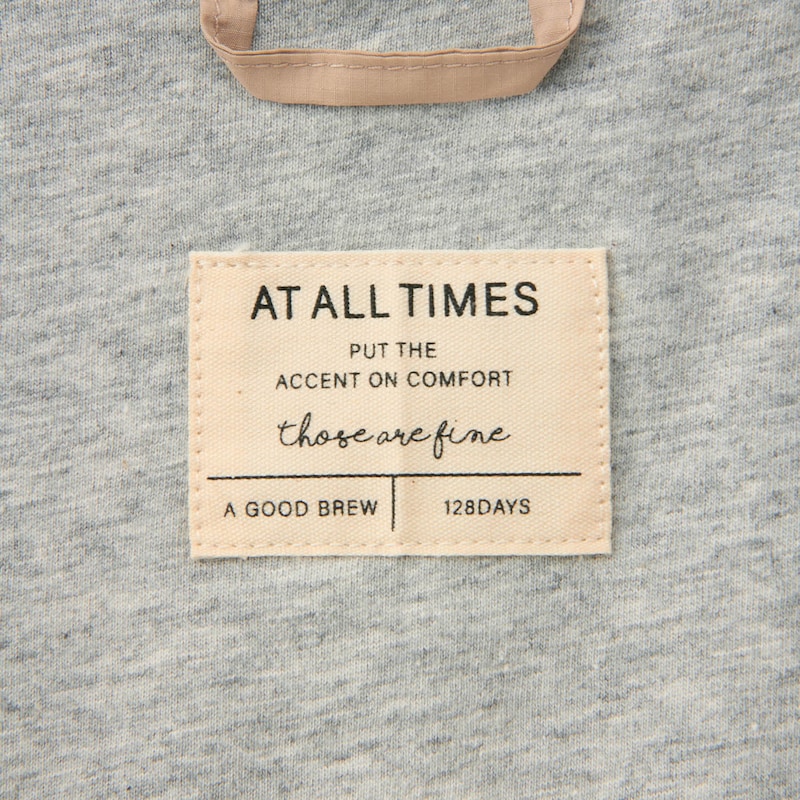 AT ALL TIMES
PUT THE
ACCENT ON COMFORT
those are fine
A GOOD BREW
128DAYS